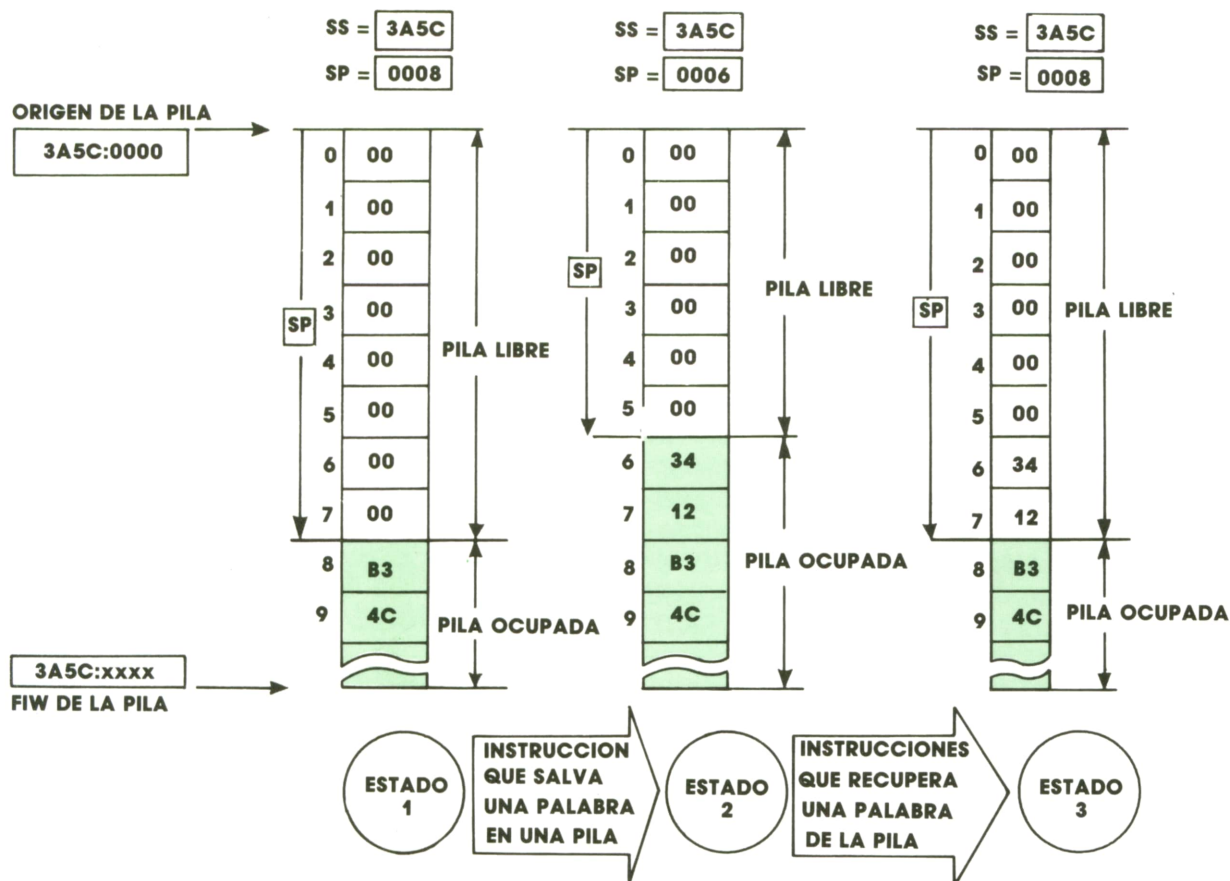 SS = 3A5C
SP = 0008
SS = 3A5C
SP = 0006
SS = 3A5C
SP = 0008
ORIGEN DE LA PILA
3A5C:0000
0 00
1 00
2 00
3 00
4 00
5 00
6 00
7 00
8 B3
9 4C
SP
PILA LIBRE
PILA OCUPADA
0 00
1 00
2 00
3 00
4 00
5 00
6 34
7 12
8 B3
9 4C
SP
PILA LIBRE
PILA OCUPADA
0 00
1 00
2 00
3 00
4 00
5 00
6 34
7 12
8 B3
9 4C
SP
PILA LIBRE
PILA OCUPADA
3A5C:xxxx
FIW DE LA PILA
ESTADO
1
INSTRUCCION
QUE SALVA
UNA PALABRA
EN UNA PILA
ESTADO
2
INSTRUCCIONES
QUE RECUPERA
UNA PALABRA
DE LA PILA
ESTADO
3